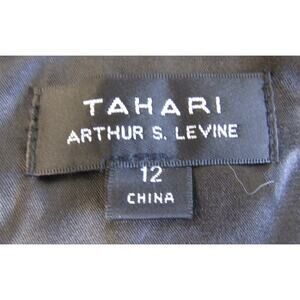 TAHARI
ARTHUR S. LEVINE
12
CHINA